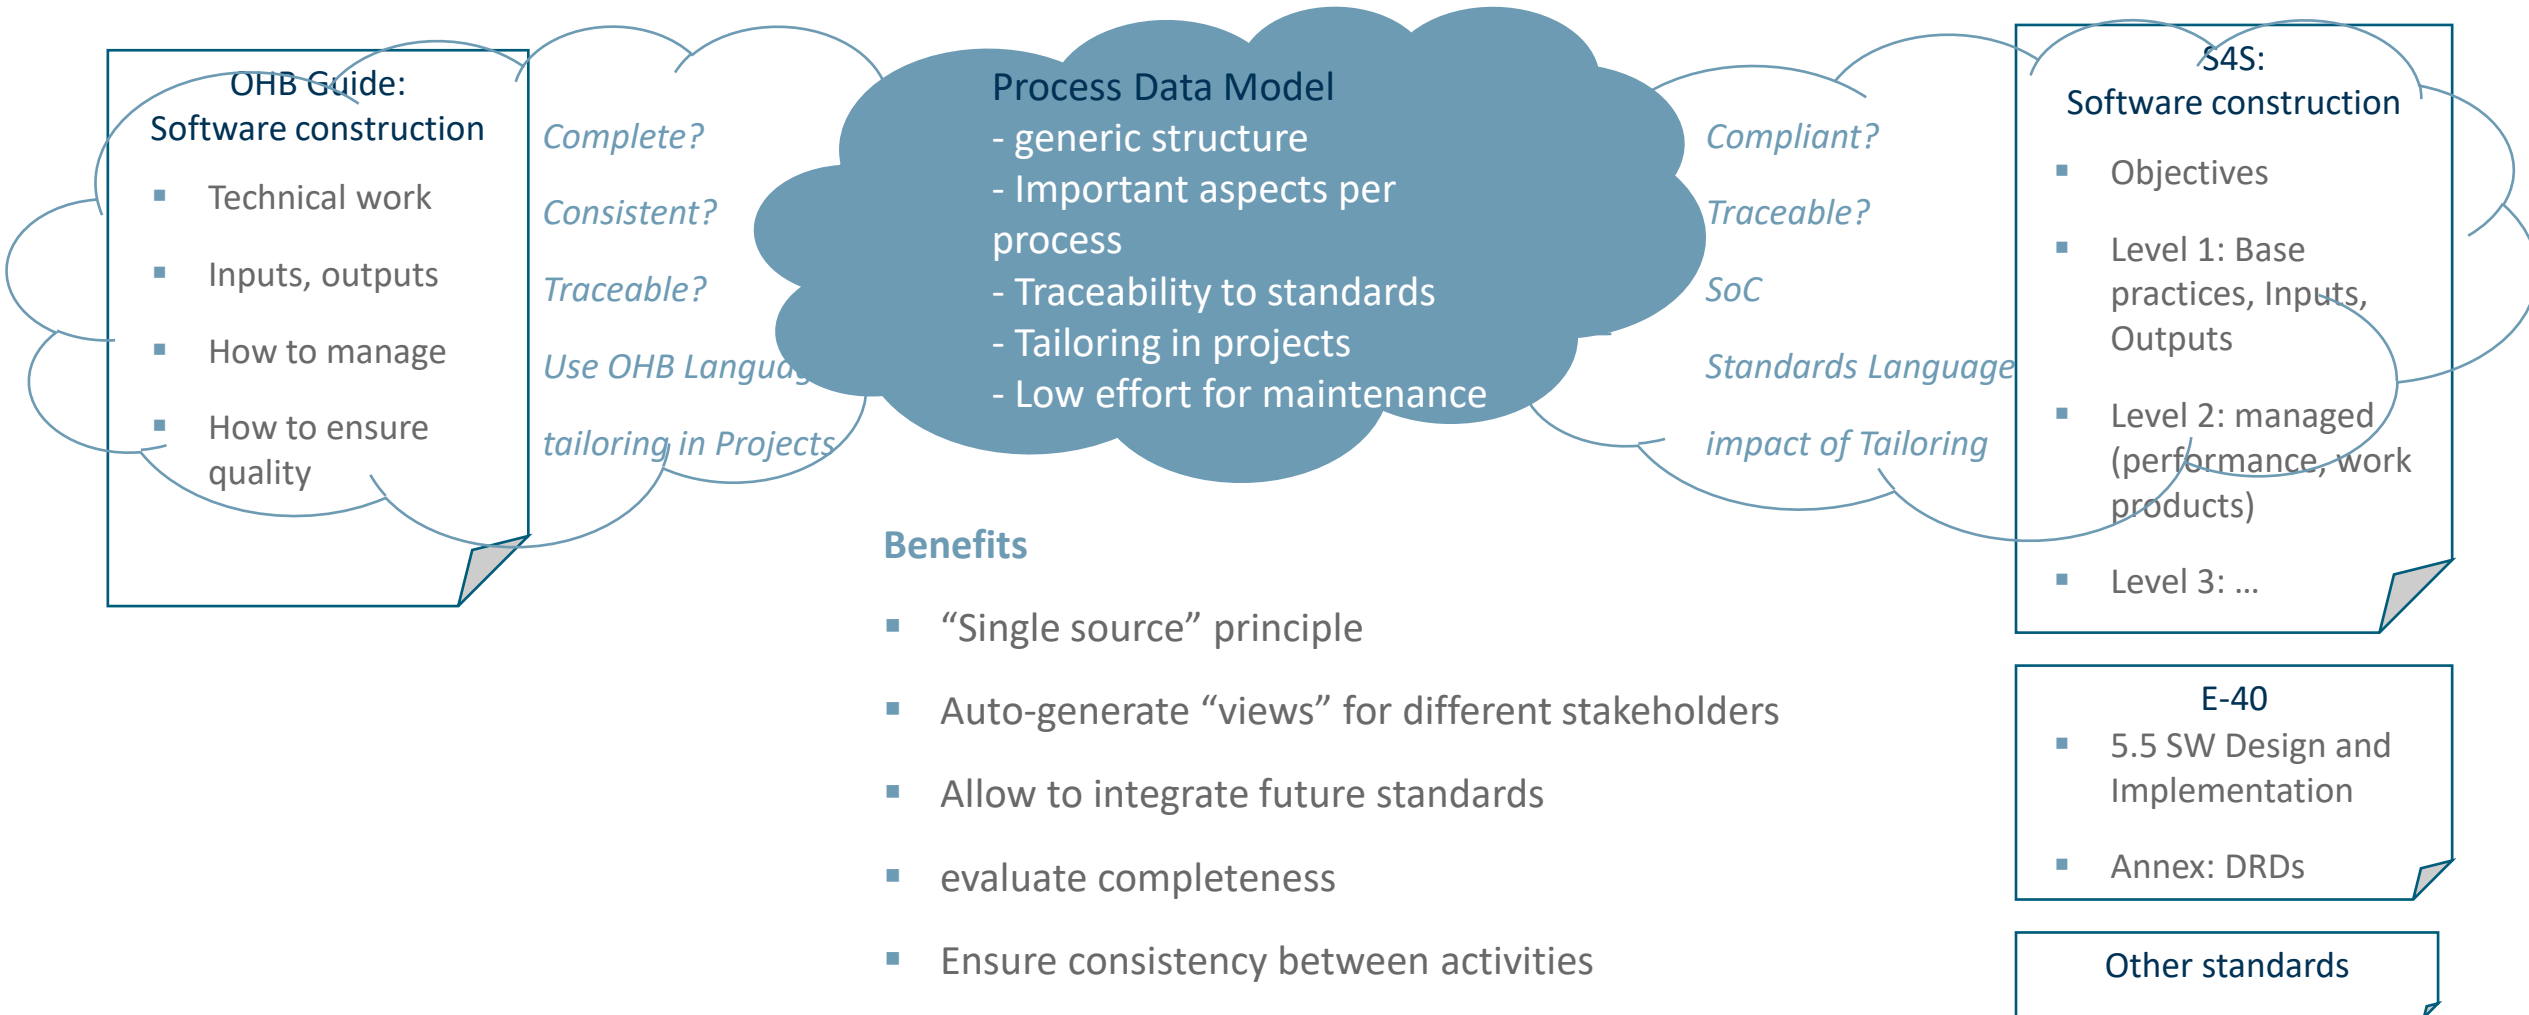 OHB Guide:
Software construction
▪ Technical work
▪ Inputs, outputs
▪ How to manage
▪ How to ensure
quality
Complete?
Consistent?
Traceable?
Use OHB Language
tailoring in Projects
Process Data Model
- generic structure
- Important aspects per
process
- Traceability to standards
- Tailoring in projects
- Low effort for maintenance
Compliant?
Traceable?
SoC
Standards Language
impact of Tailoring
S4S:
Software construction
▪ Objectives
▪ Level 1: Base
practices, Inputs,
Outputs
▪ Level 2: managed
(performance, work
products)
▪ Level 3: ...
Benefits
▪ “Single source” principle
▪ Auto-generate “views” for different stakeholders
▪ Allow to integrate future standards
▪ evaluate completeness
▪ Ensure consistency between activities
E-40
▪ 5.5 SW Design and
Implementation
▪ Annex: DRDs
Other standards